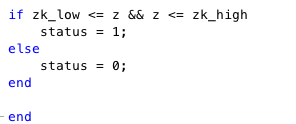 if zk_low <= z && z <= zk_high
    status = 1;
else
    status = 0;
end

end